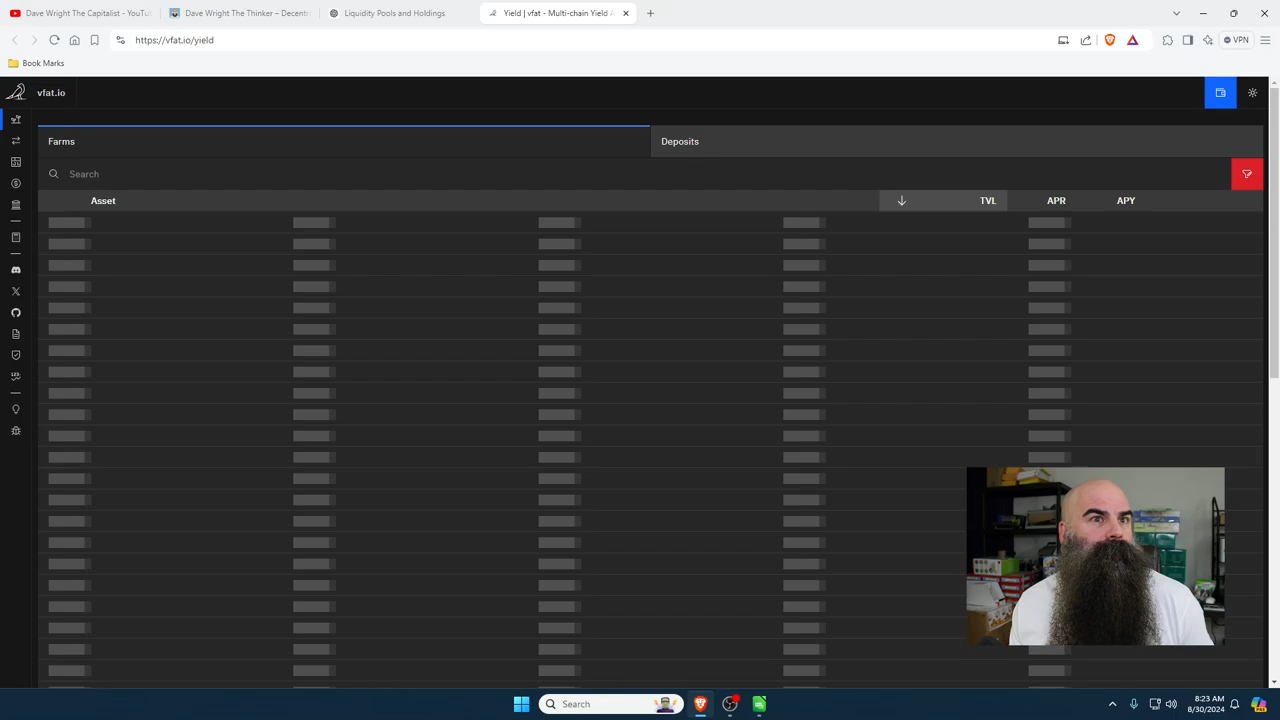 Dave Wright The Capitalist - YouTu
Dave Wright The Thinker – Decentr
Liquidity Pools and Holdings
Yield | vfat - Multi-chain Yield A
https://vfat.io/yield
VPN
Book Marks
vfat.io
Farms
Deposits
Search
Asset
TVL
APR
APY
Search
8:23 AM
8/30/2024